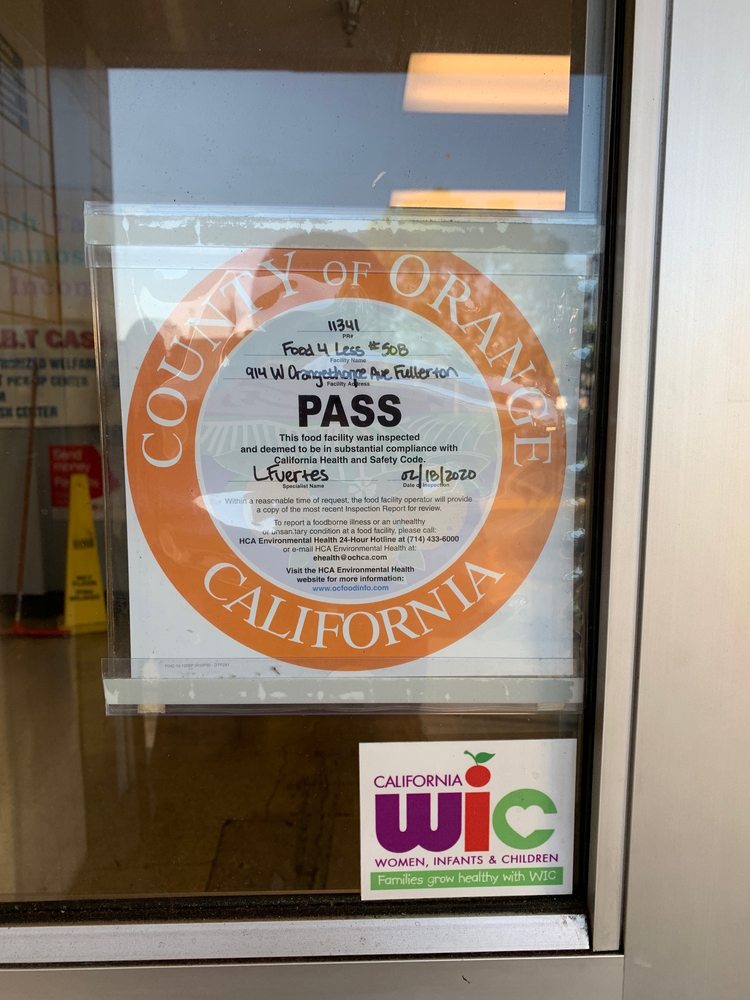 COUNTY OF ORANGE
11341
PR#
Food 4 Less #508
Facility Name
914 W Orangethorpe Ave Fullerton
Facility Address
PASS
This food facility was inspected
and deemed to be in substantial compliance with
California Health and Safety Code.
LFuertes
02/18/2020
Specialist Name
Date of Inspection
Within a reasonable time of request, the food facility operator will provide
a copy of the most recent Inspection Report for review.
To report a foodborne illness or an unhealthy
or unsanitary condition at a food facility, please call:
HCA Environmental Health 24-Hour Hotline at (714) 433-6000
or e-mail HCA Environmental Health at:
ehealth@ochca.com
Visit the HCA Environmental Health
website for more information:
www.ocfoodinfo.com
CALIFORNIA
B.T CAS
CENTER
Send
money
CALIFORNIA
wic
WOMEN, INFANTS & CHILDREN
Families grow healthy with WIC